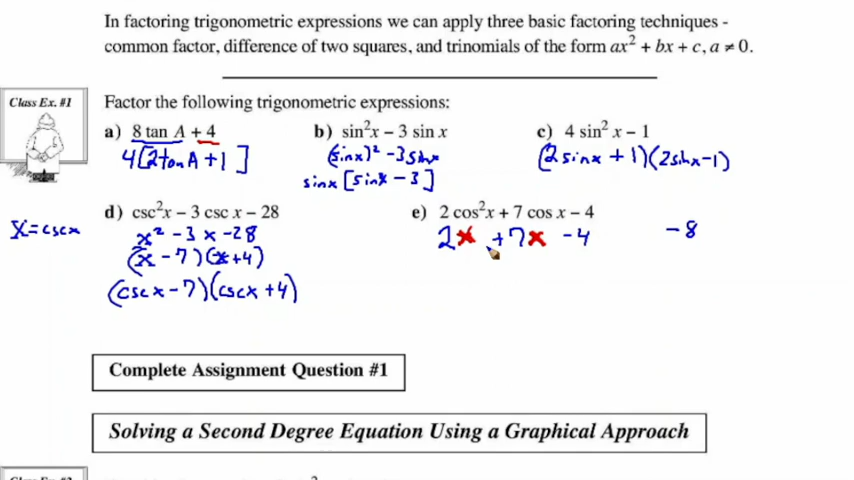 In factoring trigonometric expressions we can apply three basic factoring techniques -
common factor, difference of two squares, and trinomials of the form ax² + bx + c, a ≠ 0.
Class Ex. #1
Factor the following trigonometric expressions:
a) 8 tan A + 4
b) sin²x – 3 sin x
c) 4 sin² x – 1
4[2tanA+1]
(sinx)² -3sinx
(2sinx + 1)(2sinx-1)
sinx[sinx - 3]
d) csc²x – 3 csc x – 28
e) 2 cos²x + 7 cos x – 4
X=cscx
x² -3x -28
2x +7x -4
-8
(x -7)(x+4)
(cscx-7)(cscx+4)
Complete Assignment Question #1
Solving a Second Degree Equation Using a Graphical Approach